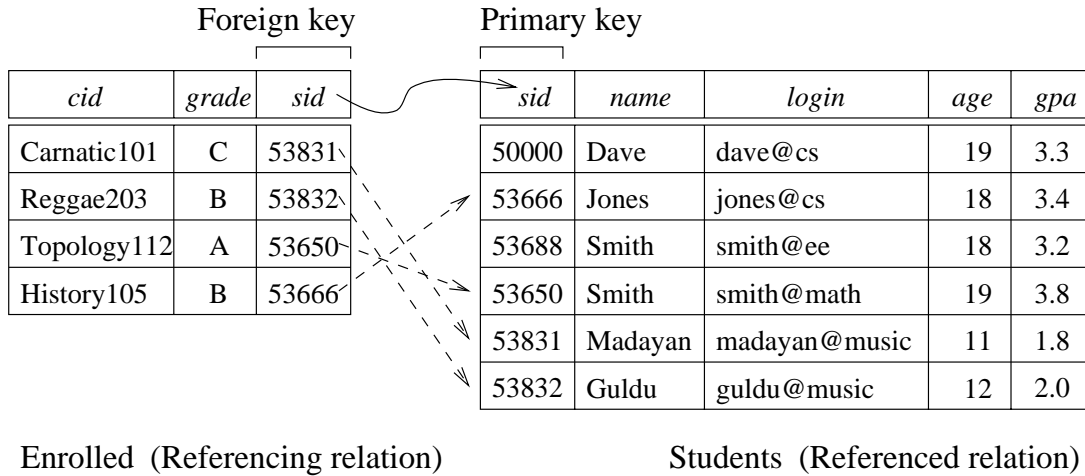 Foreign key Primary key
cid grade sid sid name login age gpa
Carnatic101 C 53831 50000 Dave dave@cs 19 3.3
Reggae203 B 53832 53666 Jones jones@cs 18 3.4
Topology112 A 53650 53688 Smith smith@ee 18 3.2
History105 B 53666 53650 Smith smith@math 19 3.8
53831 Madayan madayan@music 11 1.8
53832 Guldu guldu@music 12 2.0
Enrolled (Referencing relation) Students (Referenced relation)